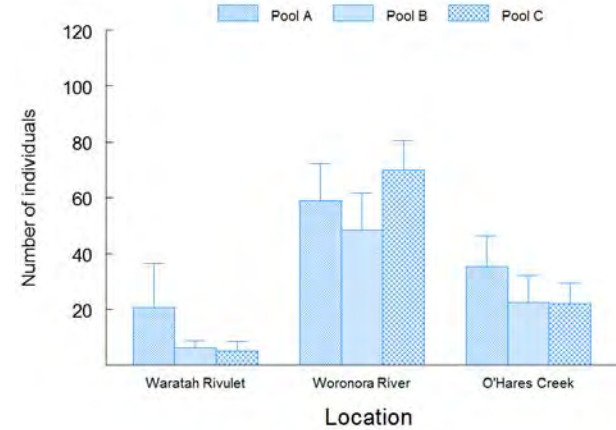 Pool A Pool B Pool C
120
100
80
60
40
20
Number of individuals
Waratah Rivulet Woronora River O'Hares Creek
Location